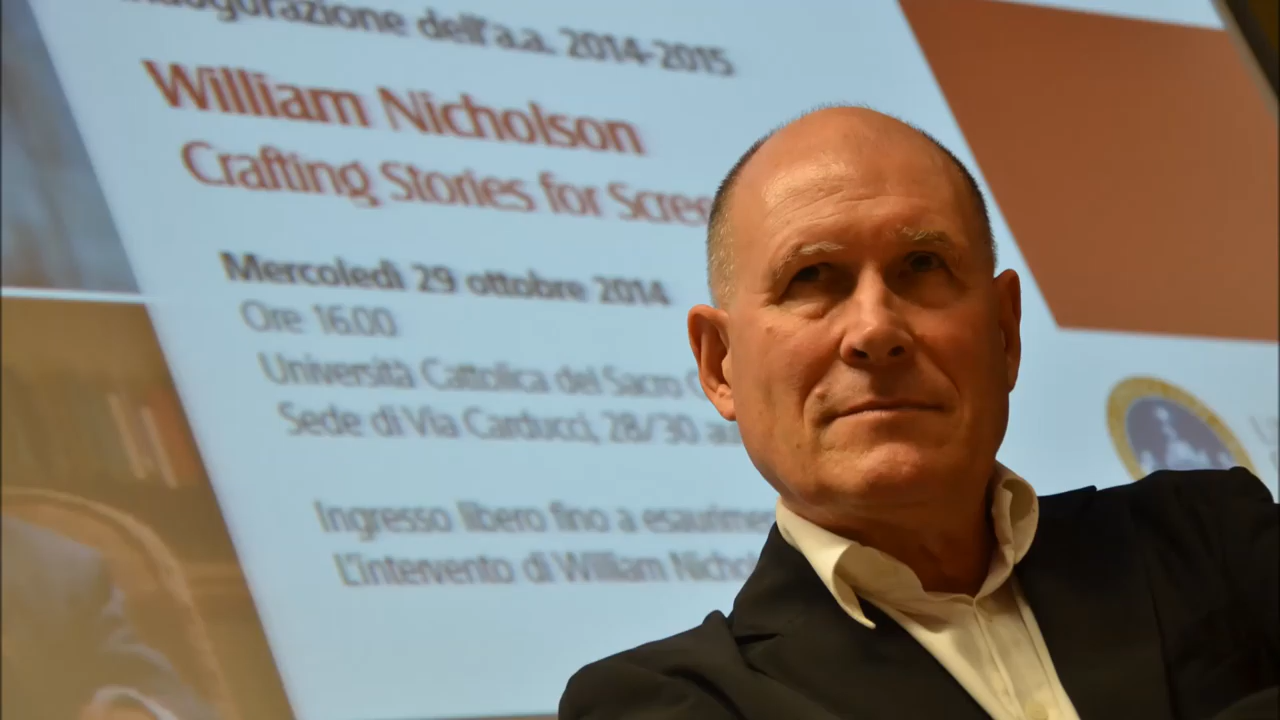 dell'a.a. 2014-2015
William Nicholson
Crafting Stories for
Mercoledì 29 ottobre 2014
Ore 16.00
Università Cattolica del Sacro
Sede di Via Carducci, 28/30
Ingresso libero fino a
L'intervento di William